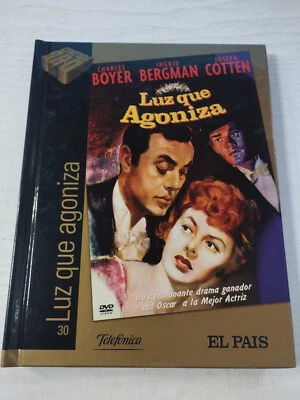 CHARLES INGRID JOSEPH
BOYER BERGMAN COTTEN
Luz que
Agoniza
Un apasionante drama ganador
del Oscar a la Mejor Actriz
DVD
VIDEO
30 Luz que agoniza
Telefónica
EL PAIS